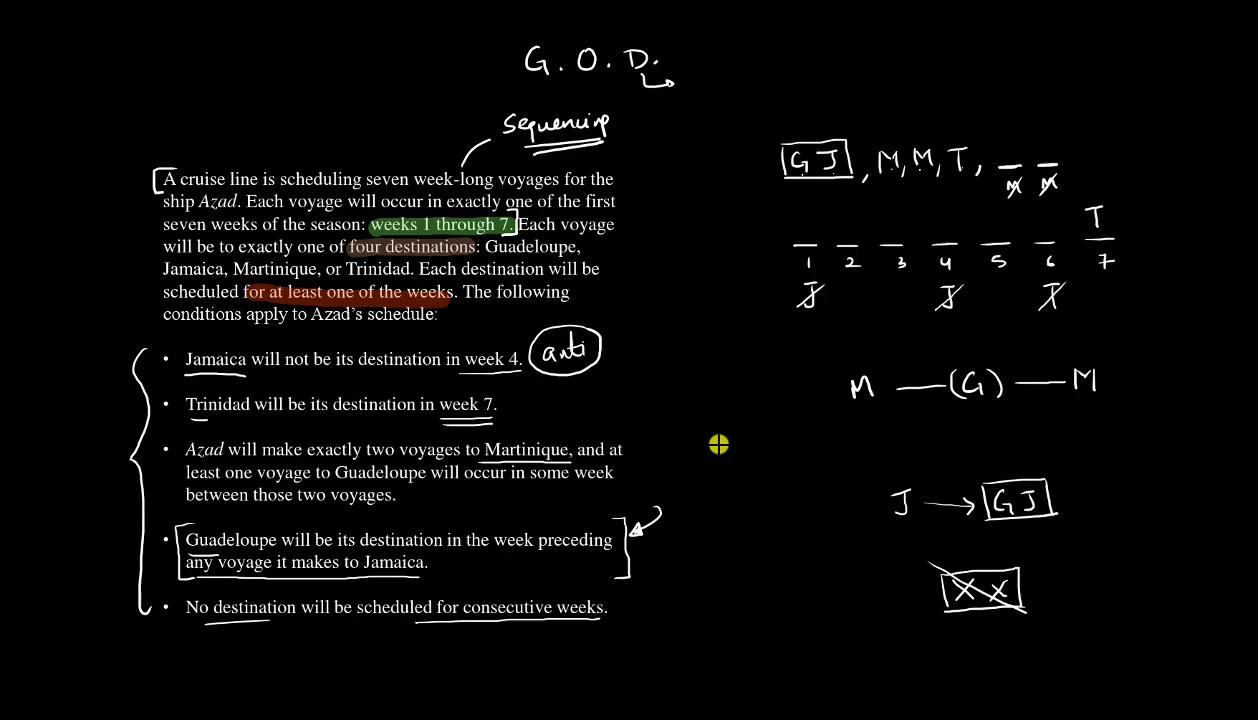 G. O. D.
Sequencing
A cruise line is scheduling seven week-long voyages for the
ship Azad. Each voyage will occur in exactly one of the first
seven weeks of the season: weeks 1 through 7. Each voyage
will be to exactly one of four destinations: Guadeloupe,
Jamaica, Martinique, or Trinidad. Each destination will be
scheduled for at least one of the weeks. The following
conditions apply to Azad's schedule:
• Jamaica will not be its destination in week 4.
anti
• Trinidad will be its destination in week 7.
• Azad will make exactly two voyages to Martinique, and at
least one voyage to Guadeloupe will occur in some week
between those two voyages.
• Guadeloupe will be its destination in the week preceding
any voyage it makes to Jamaica.
• No destination will be scheduled for consecutive weeks.
GJ, M, M, T, _ _
M M
T
1 2 3 4 5 6 7
J J T
M — (G) — M
J → GJ
X X